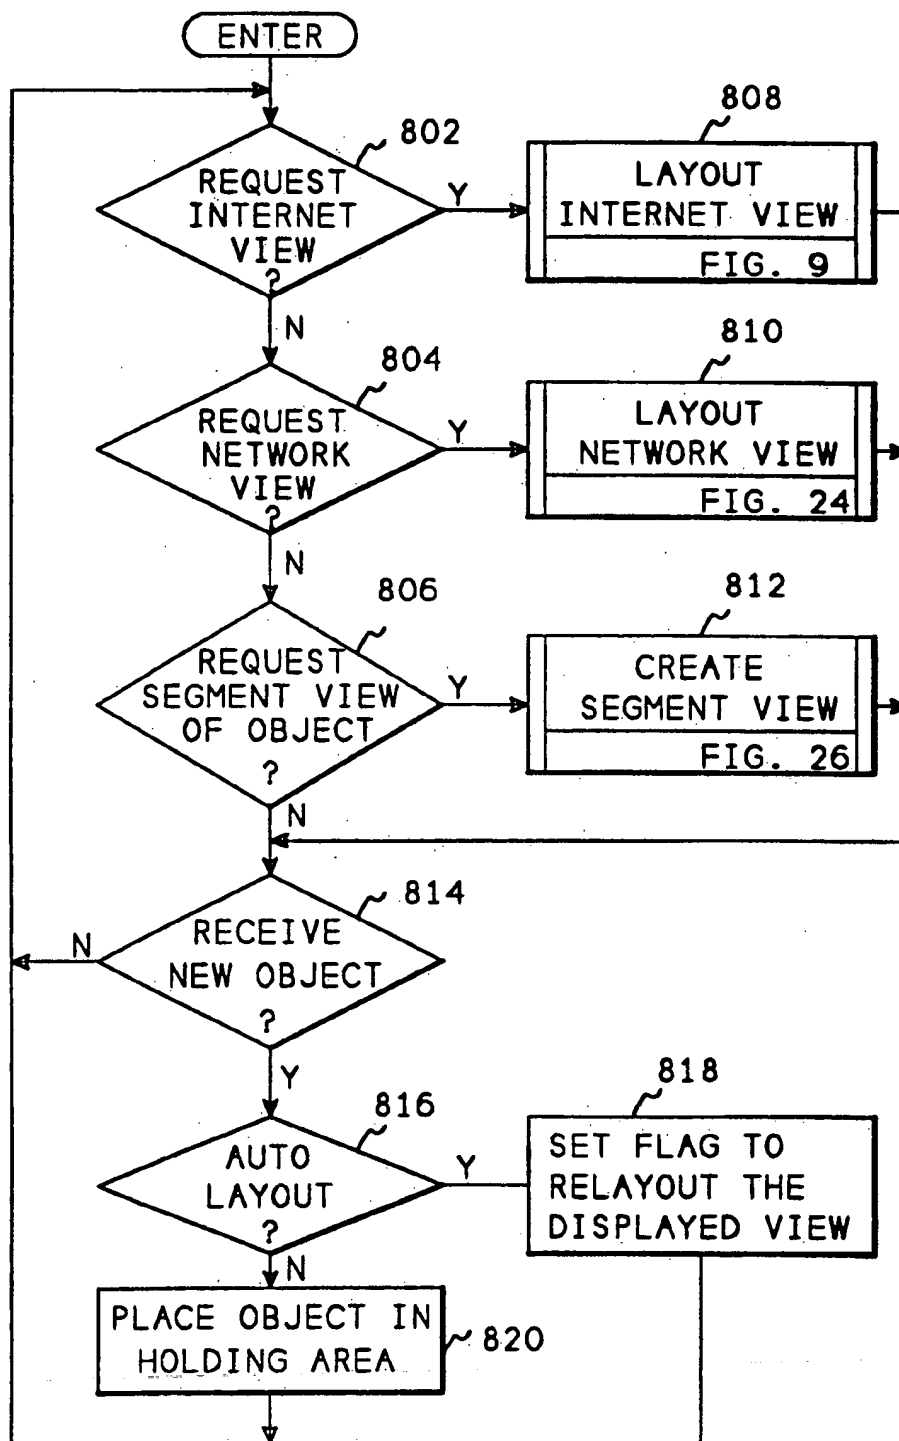 ENTER
802
808
REQUEST
INTERNET
VIEW
?
Y
LAYOUT
INTERNET VIEW
FIG. 9
N
804
810
REQUEST
NETWORK
VIEW
?
Y
LAYOUT
NETWORK VIEW
FIG. 24
N
806
812
REQUEST
SEGMENT VIEW
OF OBJECT
?
Y
CREATE
SEGMENT VIEW
FIG. 26
N
814
N
RECEIVE
NEW OBJECT
?
Y
816
818
AUTO
LAYOUT
?
Y
SET FLAG TO
RELAYOUT THE
DISPLAYED VIEW
N
PLACE OBJECT IN
HOLDING AREA
820